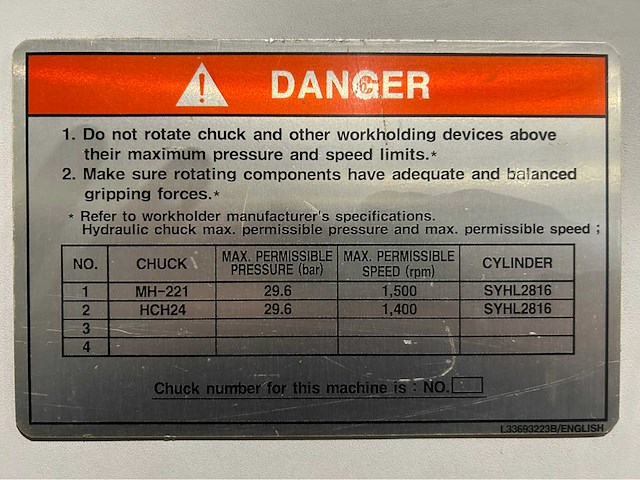 DANGER
1. Do not rotate chuck and other workholding devices above
their maximum pressure and speed limits.*
2. Make sure rotating components have adequate and balanced
gripping forces.*
* Refer to workholder manufacturer's specifications.
Hydraulic chuck max. permissible pressure and max. permissible speed ;
NO. CHUCK MAX. PERMISSIBLE PRESSURE (bar) MAX. PERMISSIBLE SPEED (rpm) CYLINDER
1 MH-221 29.6 1,500 SYHL2816
2 HCH24 29.6 1,400 SYHL2816
3
4
Chuck number for this machine is : NO.
L33693223B/ENGLISH